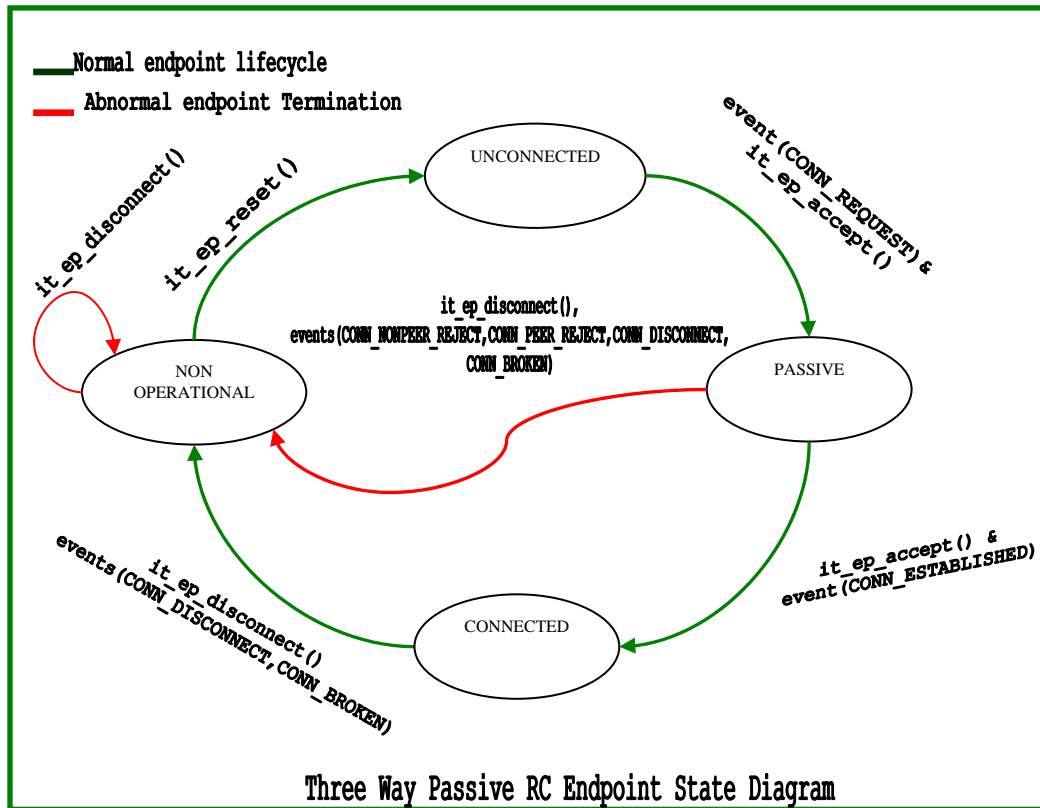 Normal endpoint lifecycle
Abnormal endpoint Termination
UNCONNECTED
event(CONN_REQUEST)&
it_ep_accept()
it_ep_disconnect()
it_ep_reset()
it_ep_disconnect(),
events(CONN_NONPEER_REJECT,CONN_PEER_REJECT,CONN_DISCONNECT,
CONN_BROKEN)
NON
OPERATIONAL
PASSIVE
it_ep_accept() &
event(CONN_ESTABLISHED)
it_ep_disconnect()
events(CONN_DISCONNECT,CONN_BROKEN)
CONNECTED
Three Way Passive RC Endpoint State Diagram